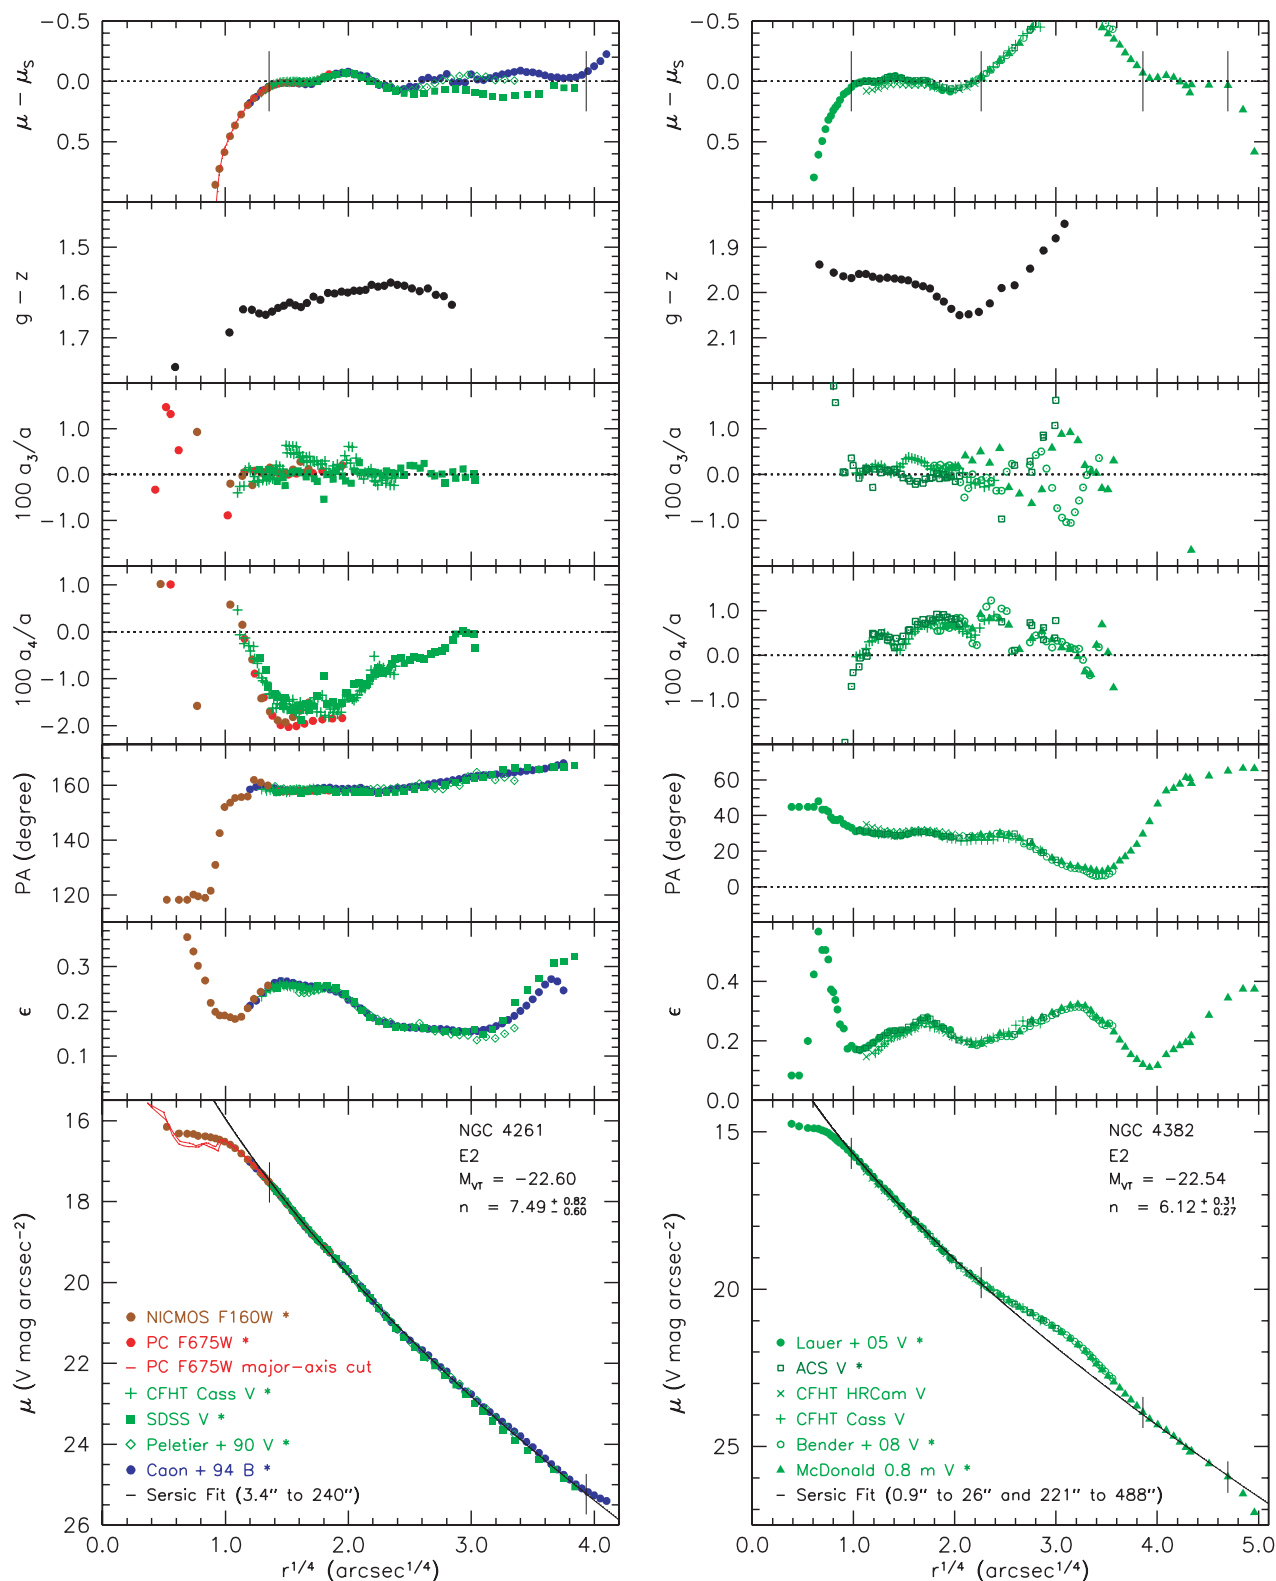 −0.5
0.0
0.5
μ − μS
1.5
1.6
1.7
g − z
1.0
0.0
−1.0
100 a3/a
1.0
0.0
−1.0
−2.0
100 a4/a
160
140
120
PA (degree)
0.3
0.2
0.1
ε
16
18
20
22
24
26
μ (V mag arcsec−2)
NGC 4261
E2
MVT = −22.60
n = 7.49 + 0.82 − 0.60
NICMOS F160W *
PC F675W *
PC F675W major−axis cut
CFHT Cass V *
SDSS V *
Peletier + 90 V *
Caon + 94 B *
Sersic Fit (3.4″ to 240″)
0.0 1.0 2.0 3.0 4.0
r1/4 (arcsec1/4)
−0.5
0.0
0.5
μ − μS
1.9
2.0
2.1
g − z
1.0
0.0
−1.0
100 a3/a
1.0
0.0
−1.0
100 a4/a
60
40
20
0
PA (degree)
0.4
0.2
0.0
ε
15
20
25
μ (V mag arcsec−2)
NGC 4382
E2
MVT = −22.54
n = 6.12 + 0.31 − 0.27
Lauer + 05 V *
ACS V *
CFHT HRCam V
CFHT Cass V
Bender + 08 V *
McDonald 0.8 m V *
Sersic Fit (0.9″ to 26″ and 221″ to 488″)
0.0 1.0 2.0 3.0 4.0 5.0
r1/4 (arcsec1/4)